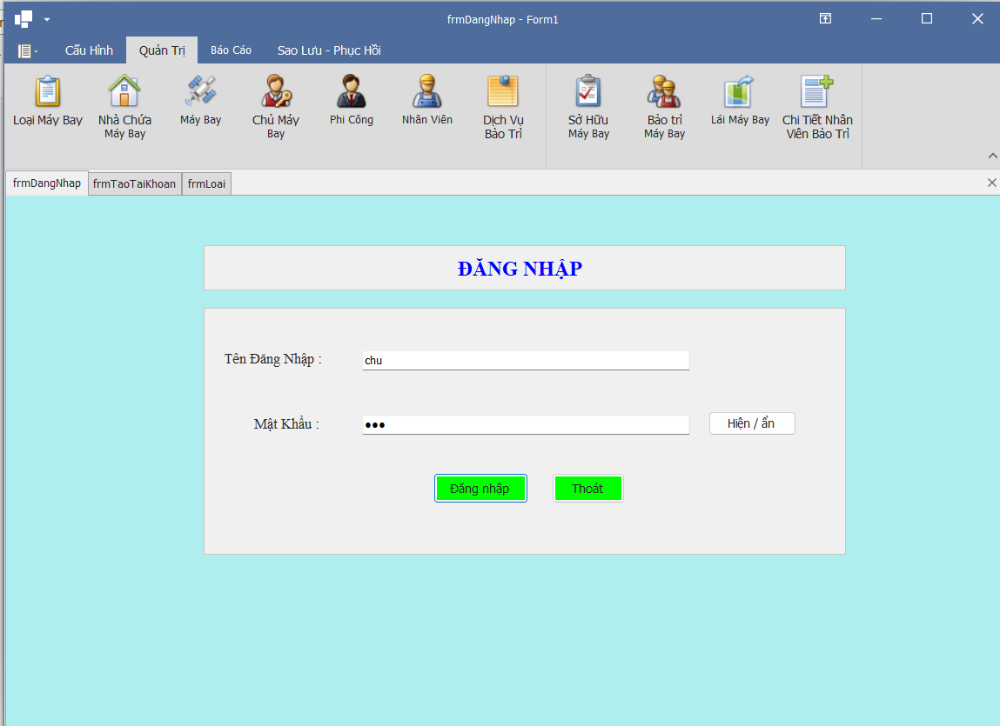 frmDangNhap - Form1
Cấu Hình Quản Trị Báo Cáo Sao Lưu - Phục Hồi
Loại Máy Bay
Nhà Chứa
Máy Bay
Máy Bay
Chủ Máy
Bay
Phi Công
Nhân Viên
Dịch Vụ
Bảo Trì
Sở Hữu
Máy Bay
Bảo trì
Máy Bay
Lái Máy Bay
Chi Tiết Nhân
Viên Bảo Trì
frmDangNhap frmTaoTaiKhoan frmLoai
ĐĂNG NHẬP
Tên Đăng Nhập : chu
Mật Khẩu : ●●● Hiện / ẩn
Đăng nhập Thoát